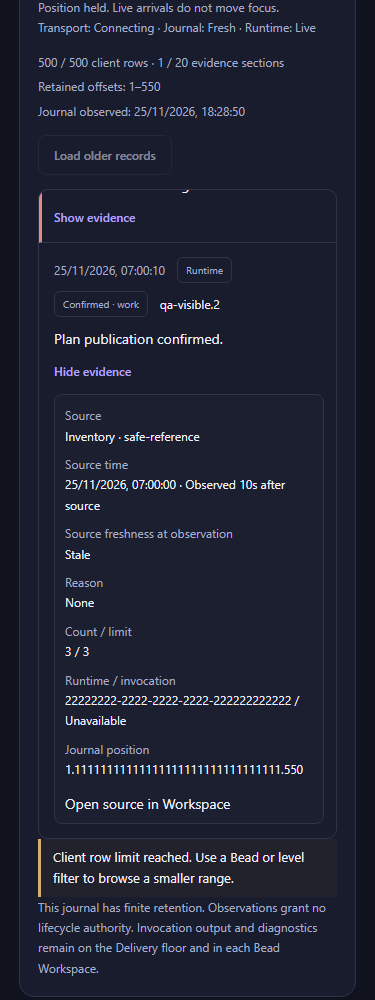 Position held. Live arrivals do not move focus.
Transport: Connecting · Journal: Fresh · Runtime: Live
500 / 500 client rows · 1 / 20 evidence sections
Retained offsets: 1–550
Journal observed: 25/11/2026, 18:28:50
Load older records
Show evidence
25/11/2026, 07:00:10 Runtime
Confirmed · work qa-visible.2
Plan publication confirmed.
Hide evidence
Source
Inventory · safe-reference
Source time
25/11/2026, 07:00:00 · Observed 10s after
source
Source freshness at observation
Stale
Reason
None
Count / limit
3 / 3
Runtime / invocation
22222222-2222-2222-2222-222222222222 /
Unavailable
Journal position
1.11111111111111111111111111111111.550
Open source in Workspace
Client row limit reached. Use a Bead or level
filter to browse a smaller range.
This journal has finite retention. Observations grant no
lifecycle authority. Invocation output and diagnostics
remain on the Delivery floor and in each Bead
Workspace.